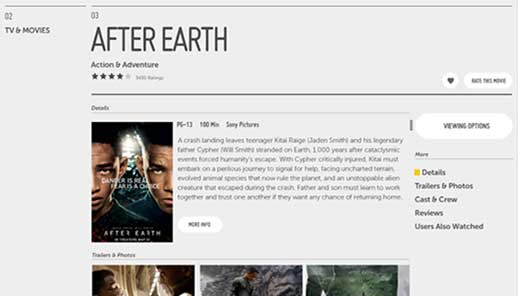 02
TV & MOVIES
03
AFTER EARTH
Action & Adventure
3430 Ratings
RATE THIS MOVIE
Details
PG-13 100 Min Sony Pictures
A crash landing leaves teenager Kitai Raige (Jaden Smith) and his legendary
father Cypher (Will Smith) stranded on Earth, 1,000 years after cataclysmic
events forced humanity's escape. With Cypher critically injured, Kitai must
embark on a perilous journey to signal for help, facing uncharted terrain,
evolved animal species that now rule the planet, and an unstoppable alien
creature that escaped during the crash. Father and son must learn to work
together and trust one another if they want any chance of returning home.
MORE INFO
DANGER IS REAL
FEAR IS A CHOICE
AFTER EARTH
VIEWING OPTIONS
More
Details
Trailers & Photos
Cast & Crew
Reviews
Users Also Watched
Trailers & Photos